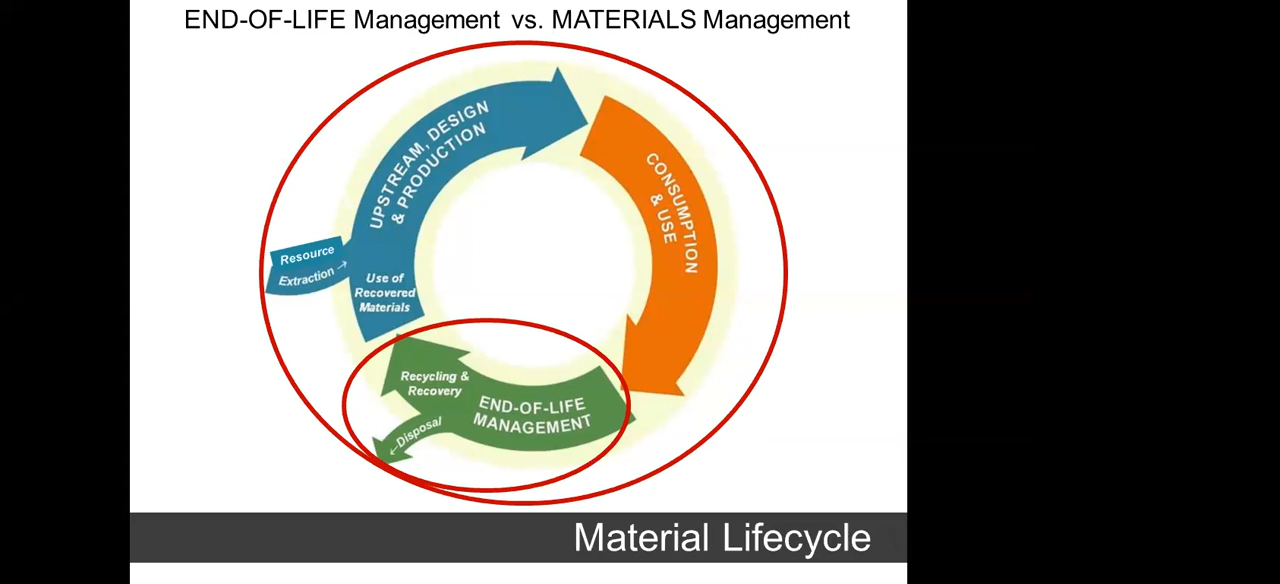 END-OF-LIFE Management vs. MATERIALS Management
UPSTREAM, DESIGN
& PRODUCTION
CONSUMPTION
& USE
Resource
Extraction →
Use of
Recovered
Materials
Recycling &
Recovery
END-OF-LIFE
MANAGEMENT
←Disposal
Material Lifecycle